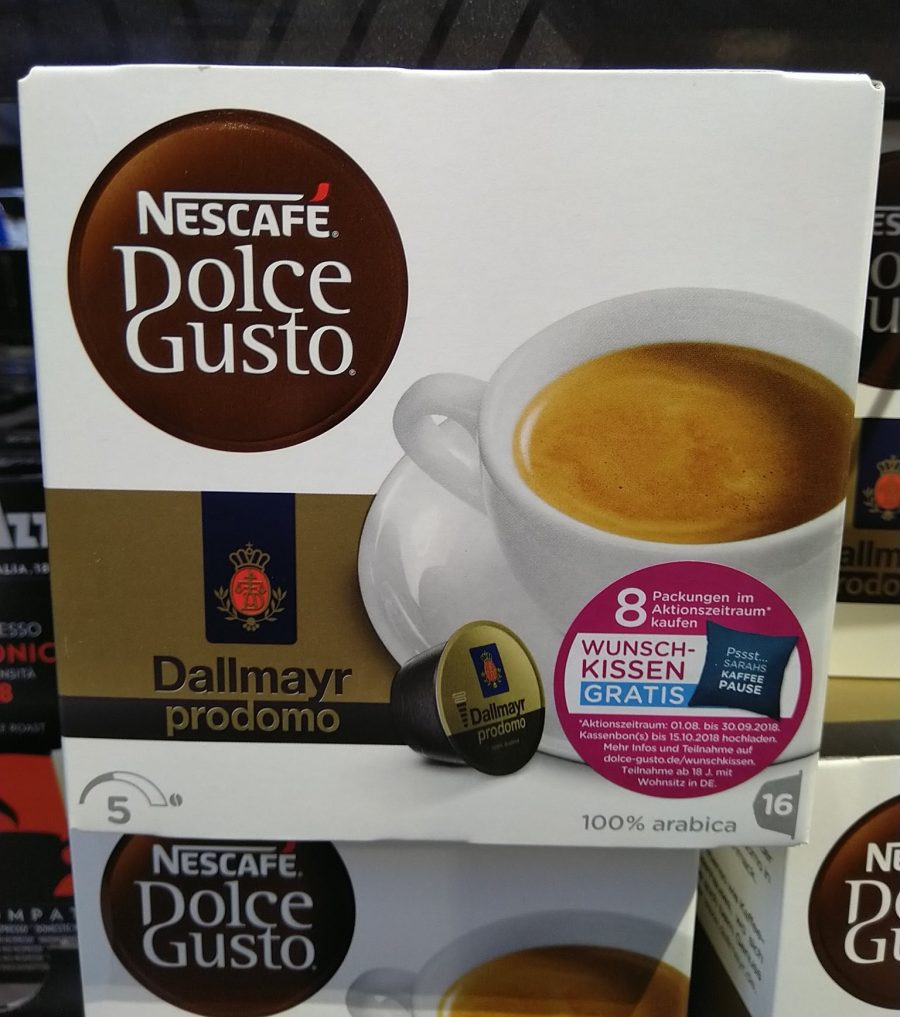 NESCAFÉ®
Dolce
Gusto®
Dallmayr
prodomo
Dallmayr
prodomo
8 Packungen im
Aktionszeitraum*
kaufen
WUNSCH-
KISSEN
GRATIS
Pssst...
SARAHS
KAFFEE
PAUSE
*Aktionszeitraum: 01.08. bis 30.09.2018.
Kassenbon(s) bis 15.10.2018 hochladen.
Mehr Infos und Teilnahme auf
dolce-gusto.de/wunschkissen.
Teilnahme ab 18 J. mit
Wohnsitz in DE.
5
16
100% arabica
NESCAFÉ®
Dolce
Gusto®